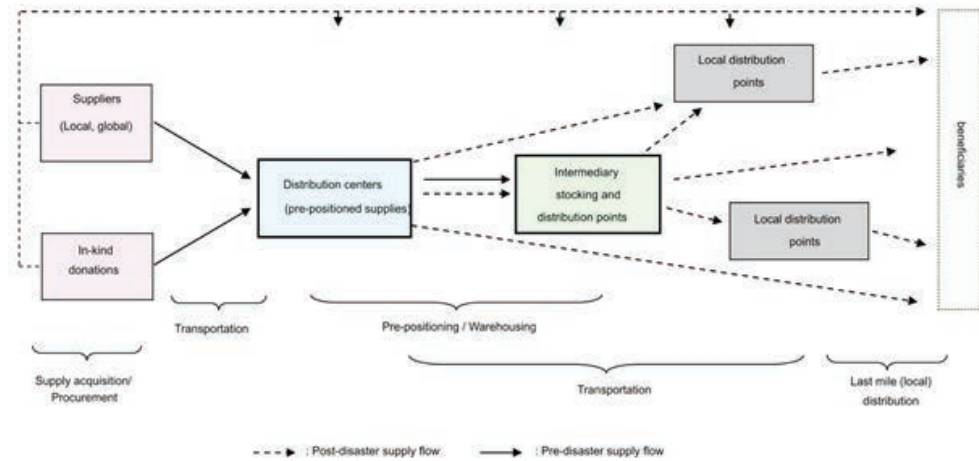 Suppliers
(Local, global)
In-kind
donations
Distribution centers
(pre-positioned supplies)
Intermediary
stocking and
distribution points
Local distribution
points
Local distribution
points
beneficiaries
Transportation
Pre-positioning / Warehousing
Supply acquisition/
Procurement
Transportation
Last mile (local)
distribution
: Post-disaster supply flow
: Pre-disaster supply flow